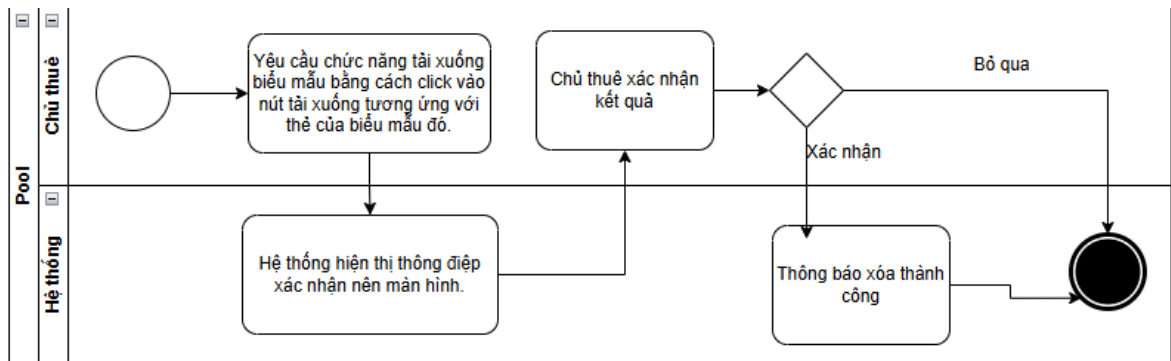 Pool
Chủ thuê
Yêu cầu chức năng tải xuống
biểu mẫu bằng cách click vào
nút tải xuống tương ứng với
thẻ của biểu mẫu đó.
Chủ thuê xác nhận
kết quả
Bỏ qua
Xác nhận
Hệ thống
Hệ thống hiện thị thông điệp
xác nhận nên màn hình.
Thông báo xóa thành
công